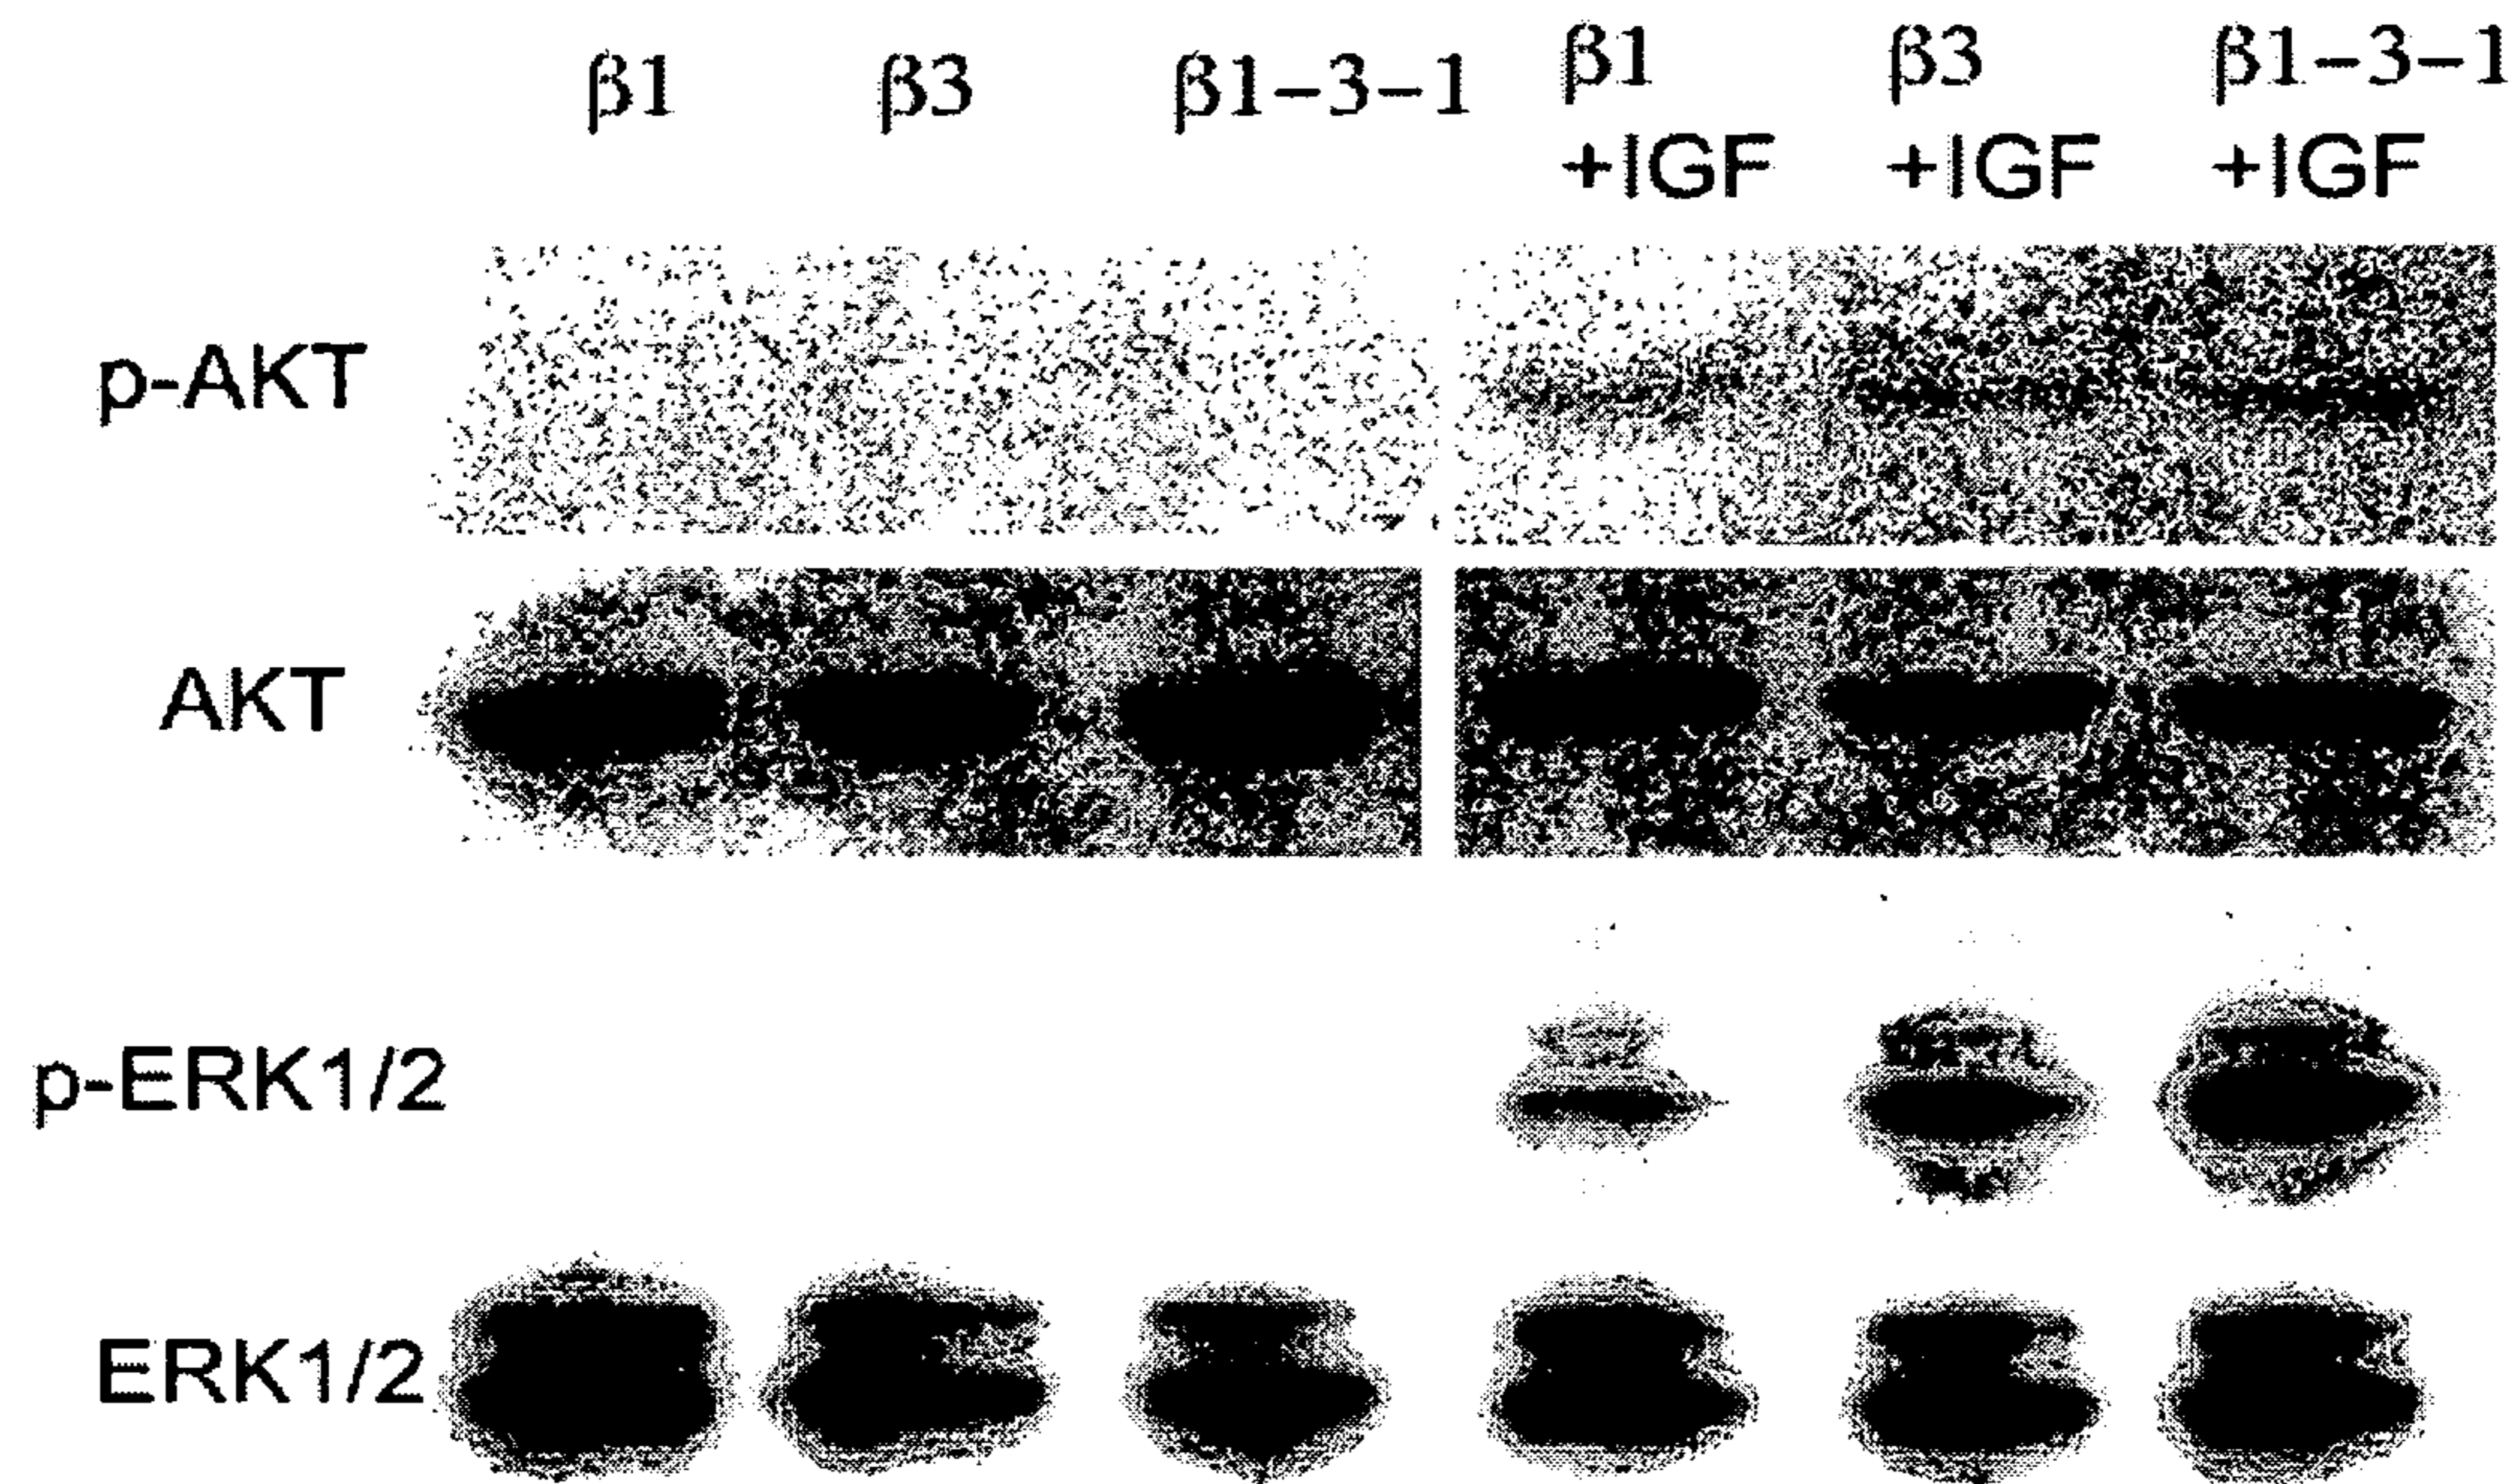 β1 β3 β1-3-1 β1 β3 β1-3-1
+IGF +IGF +IGF
p-AKT
AKT
p-ERK1/2
ERK1/2